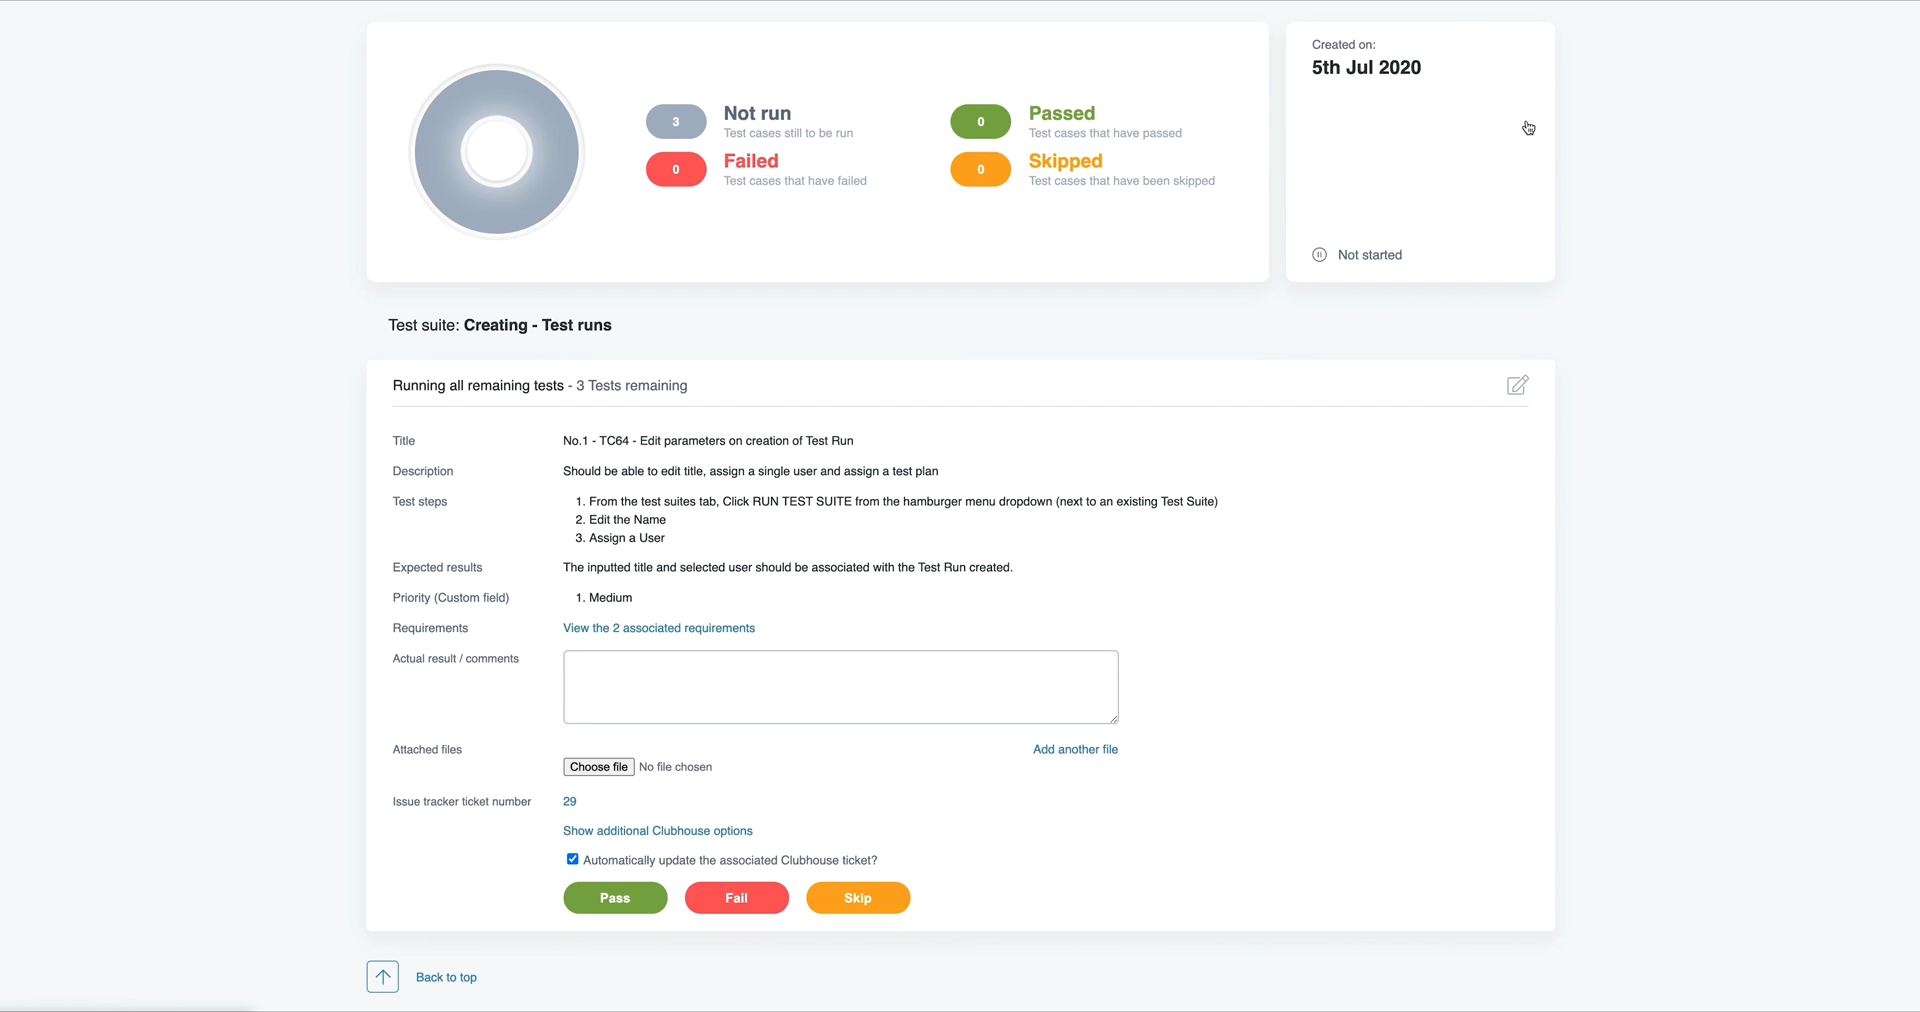 Created on:
5th Jul 2020
3
Not run
Test cases still to be run
0
Passed
Test cases that have passed
0
Failed
Test cases that have failed
0
Skipped
Test cases that have been skipped
Not started
Test suite: Creating - Test runs
Running all remaining tests - 3 Tests remaining
Title
No.1 - TC64 - Edit parameters on creation of Test Run
Description
Should be able to edit title, assign a single user and assign a test plan
Test steps
1. From the test suites tab, Click RUN TEST SUITE from the hamburger menu dropdown (next to an existing Test Suite)
2. Edit the Name
3. Assign a User
Expected results
The inputted title and selected user should be associated with the Test Run created.
Priority (Custom field)
1. Medium
Requirements
View the 2 associated requirements
Actual result / comments
Attached files
Add another file
Choose file No file chosen
Issue tracker ticket number
29
Show additional Clubhouse options
Automatically update the associated Clubhouse ticket?
Pass
Fail
Skip
Back to top